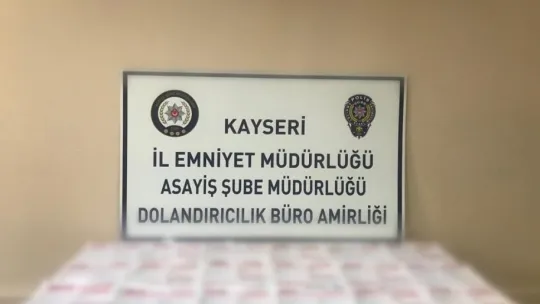 KAYSERİ
İL EMNİYET MÜDÜRLÜĞÜ
ASAYİŞ ŞUBE MÜDÜRLÜĞÜ
DOLANDIRICILIK BÜRO AMİRLİĞİ